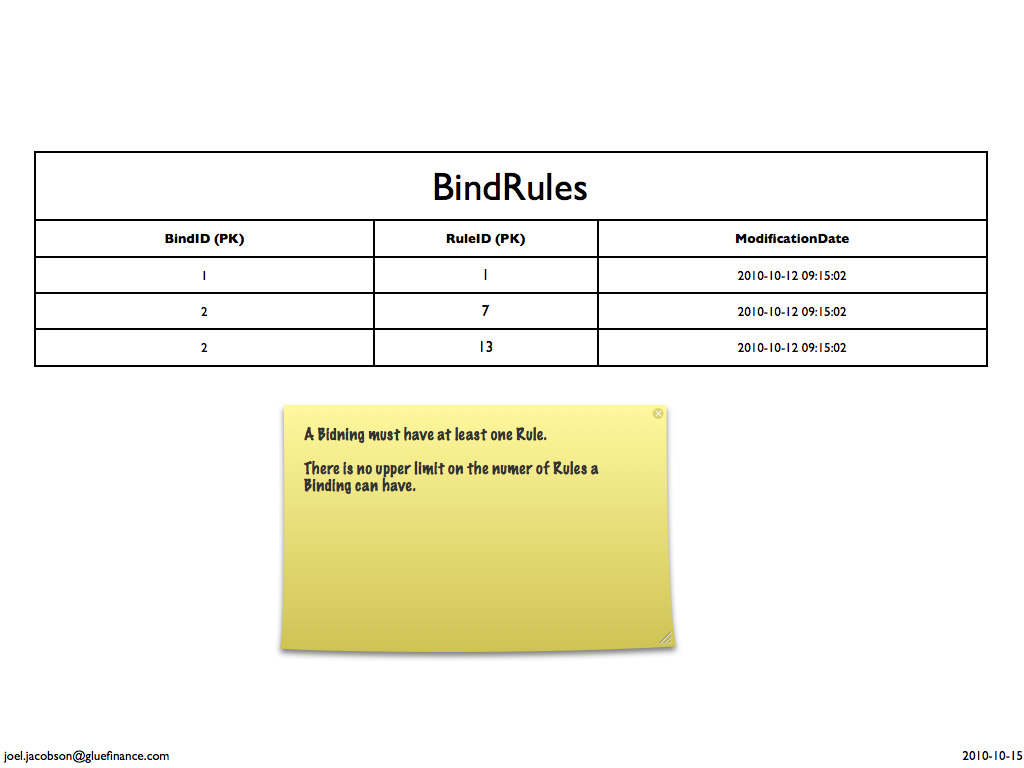 BindRules
BindID (PK) RuleID (PK) ModificationDate
1 1 2010-10-12 09:15:02
2 7 2010-10-12 09:15:02
2 13 2010-10-12 09:15:02
A Bidning must have at least one Rule.
There is no upper limit on the numer of Rules a
Binding can have.
joel.jacobson@gluefinance.com 2010-10-15